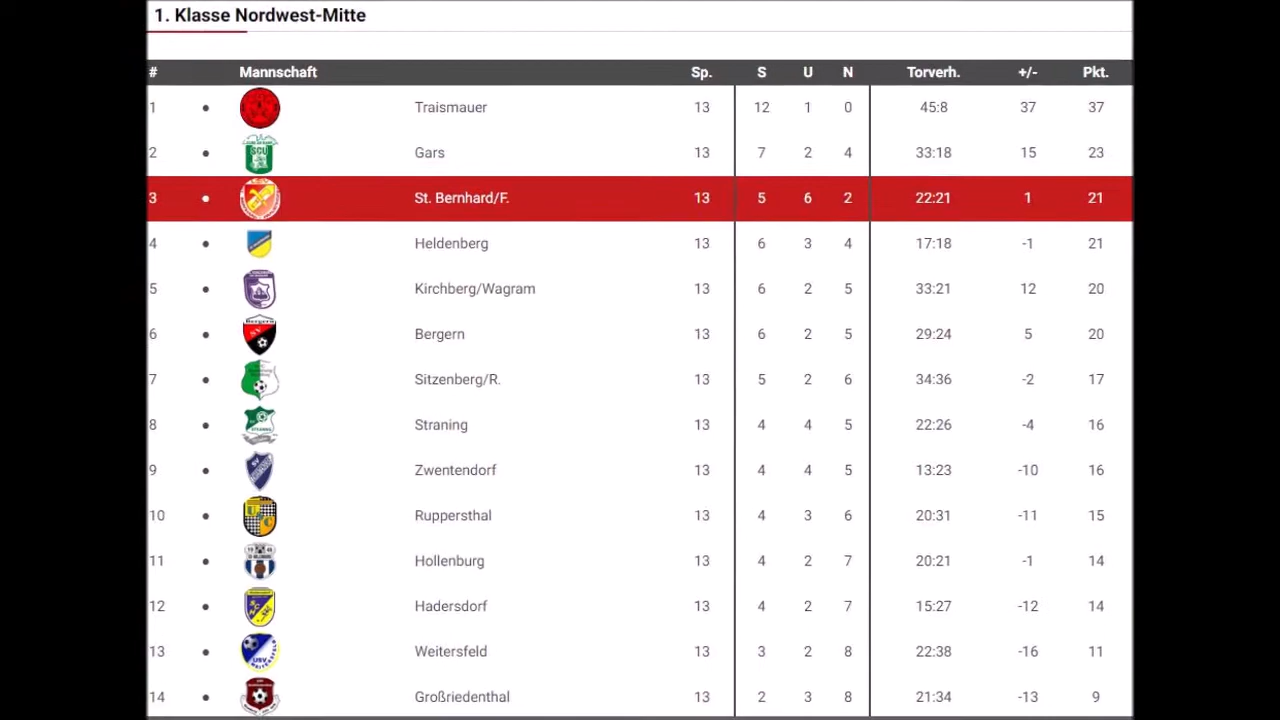 1. Klasse Nordwest-Mitte
# Mannschaft Sp. S U N Torverh. +/- Pkt.
1 Traismauer 13 12 1 0 45:8 37 37
2 Gars 13 7 2 4 33:18 15 23
3 St. Bernhard/F. 13 5 6 2 22:21 1 21
4 Heldenberg 13 6 3 4 17:18 -1 21
5 Kirchberg/Wagram 13 6 2 5 33:21 12 20
6 Bergern 13 6 2 5 29:24 5 20
7 Sitzenberg/R. 13 5 2 6 34:36 -2 17
8 Straning 13 4 4 5 22:26 -4 16
9 Zwentendorf 13 4 4 5 13:23 -10 16
10 Ruppersthal 13 4 3 6 20:31 -11 15
11 Hollenburg 13 4 2 7 20:21 -1 14
12 Hadersdorf 13 4 2 7 15:27 -12 14
13 Weitersfeld 13 3 2 8 22:38 -16 11
14 Großriedenthal 13 2 3 8 21:34 -13 9